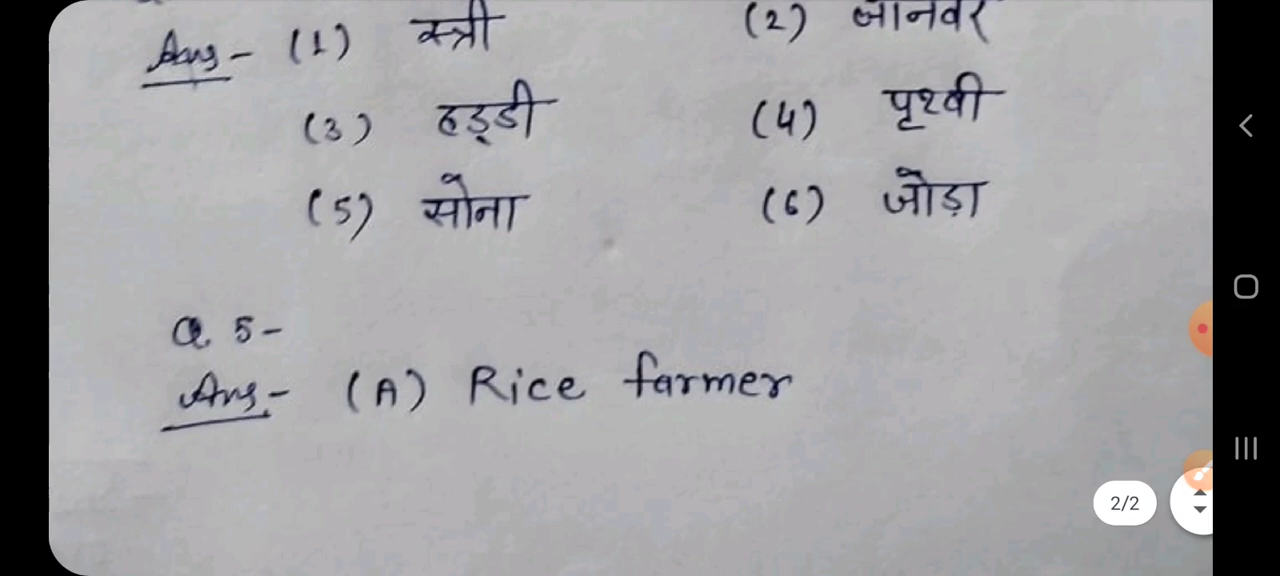 Ans - (1) स्त्री (2) जानवर
(3) हड्डी (4) पृथ्वी
(5) सोना (6) जोड़ा
Q. 5-
Ans.- (A) Rice farmer
2/2